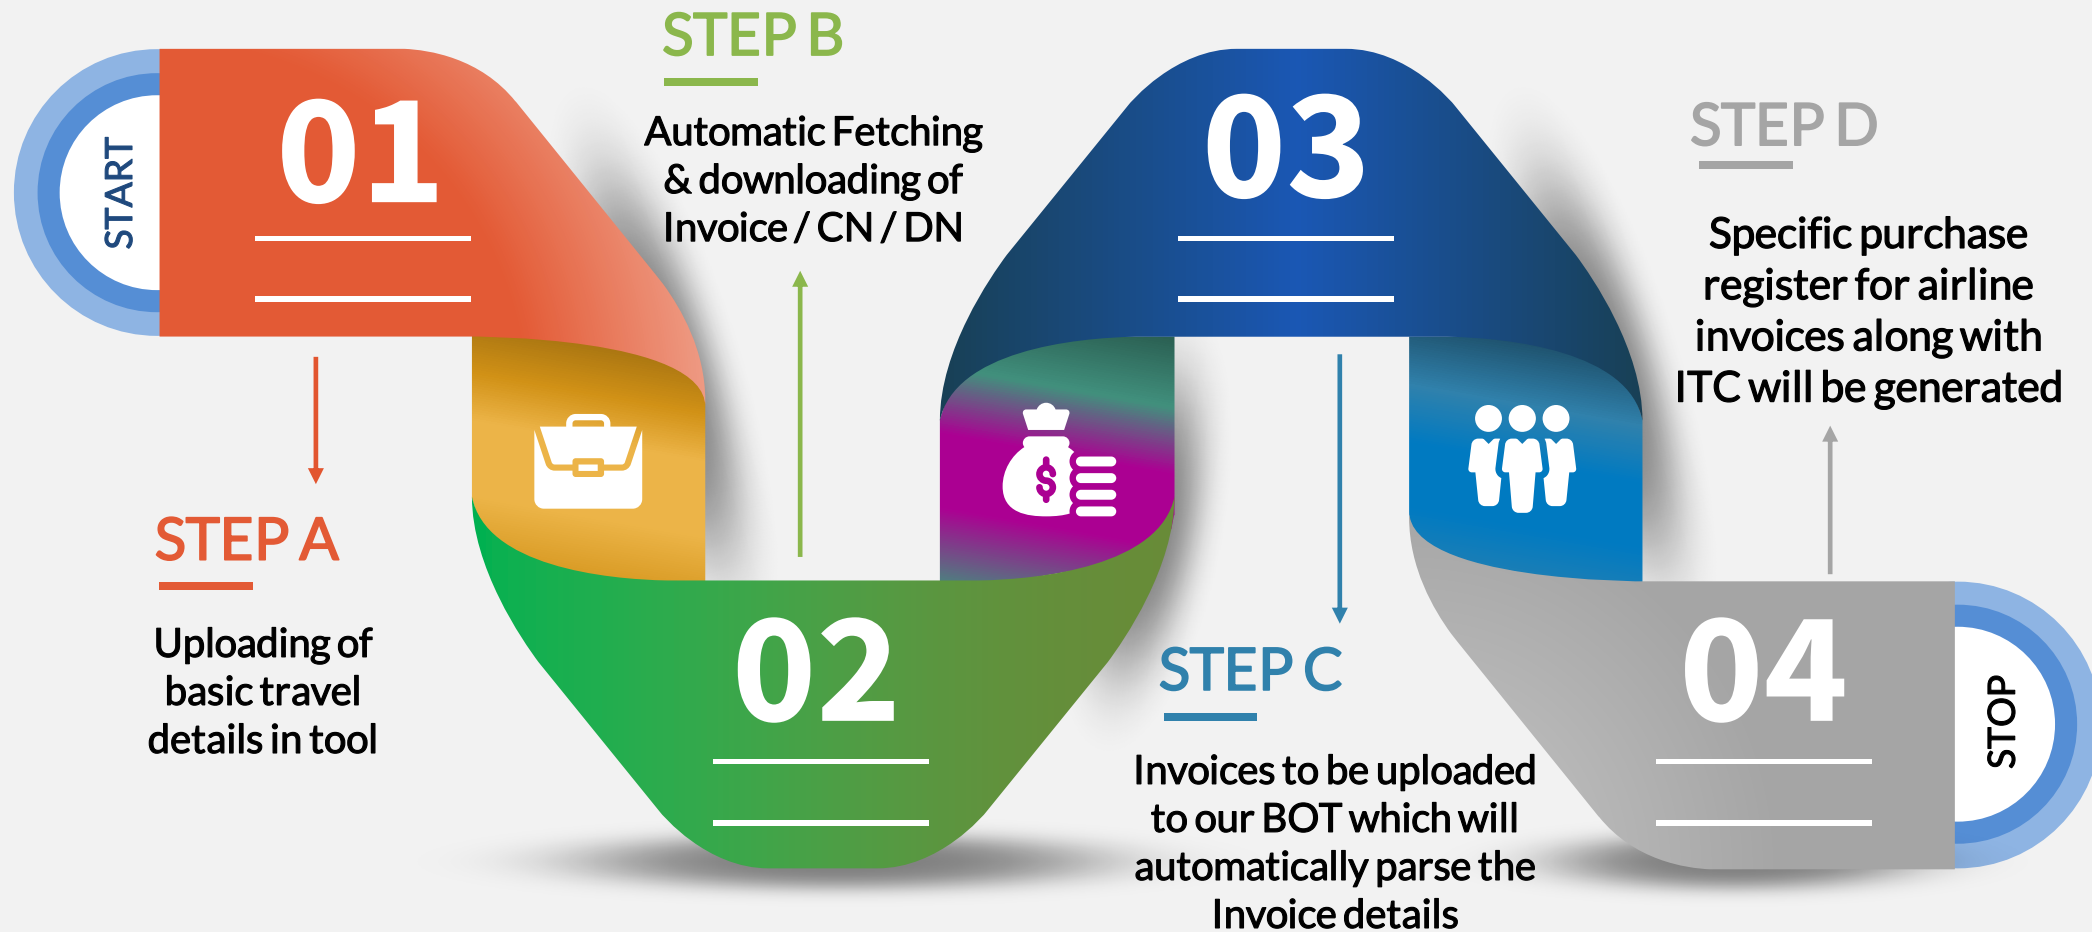 START
01
STEP A
Uploading of
basic travel
details in tool
STEP B
Automatic Fetching
& downloading of
Invoice / CN / DN
02
03
STEP C
Invoices to be uploaded
to our BOT which will
automatically parse the
Invoice details
STEP D
Specific purchase
register for airline
invoices along with
ITC will be generated
04
STOP